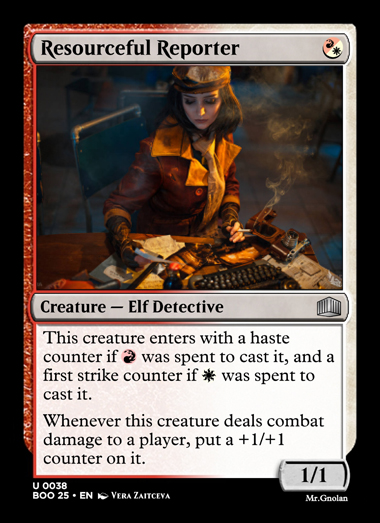 Resourceful Reporter
Creature — Elf Detective
This creature enters with a haste
counter if was spent to cast it, and a
first strike counter if was spent to
cast it.
Whenever this creature deals combat
damage to a player, put a +1/+1
counter on it.
1/1
U 0038
BOO 25 • EN VERA ZAITCEVA
Mr.Gnolan